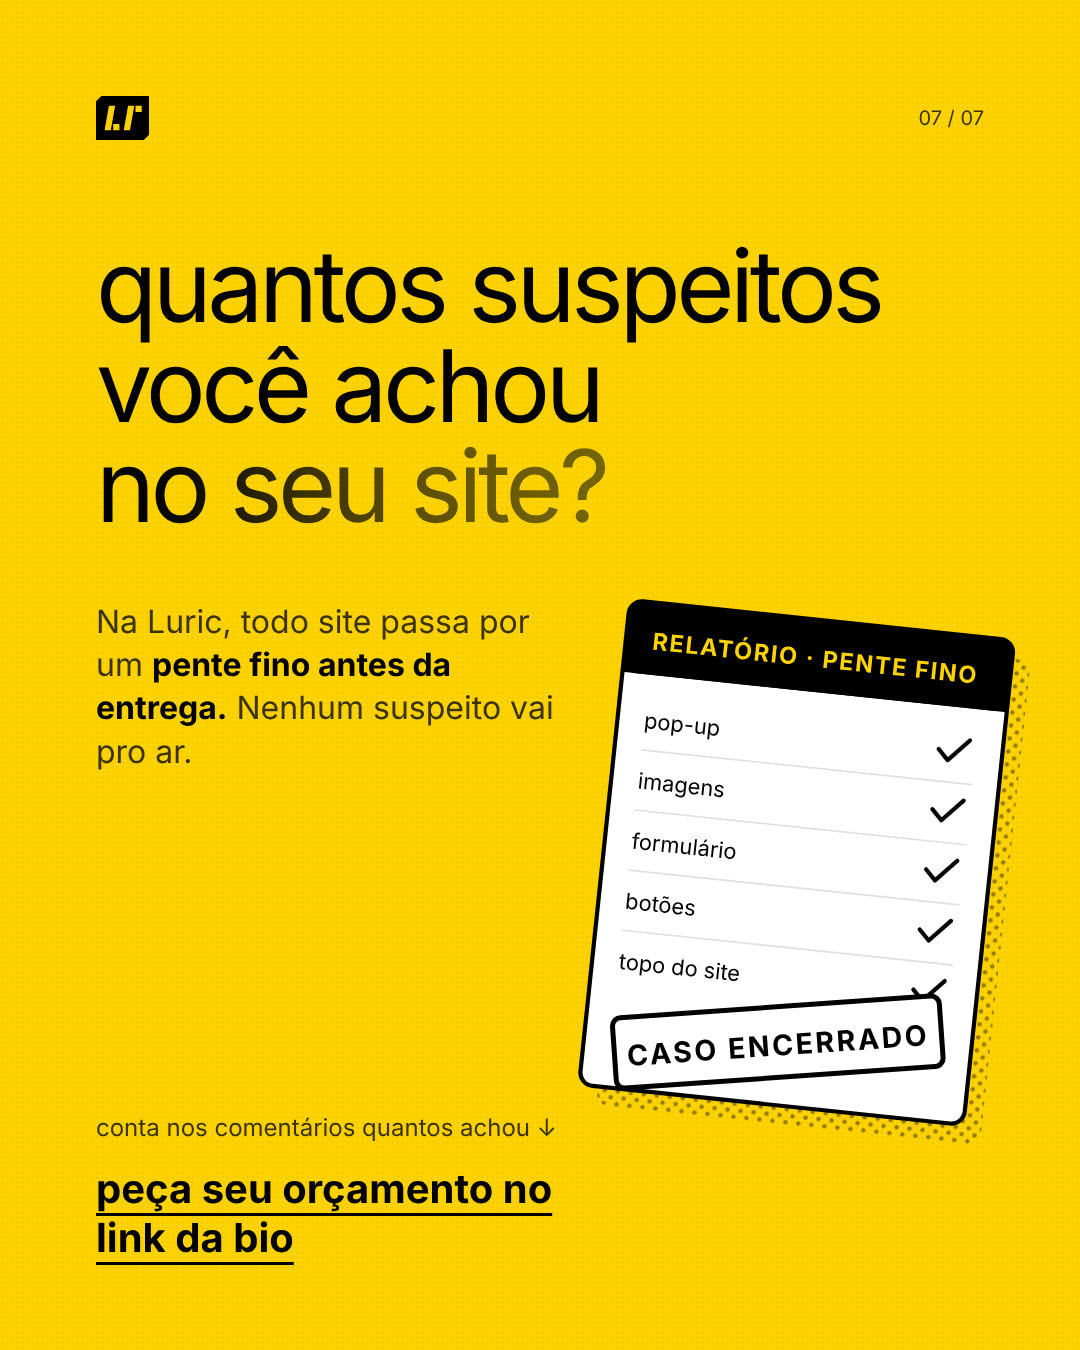 Lr
07 / 07
quantos suspeitos
você achou
no seu site?
Na Luric, todo site passa por
um pente fino antes da
entrega. Nenhum suspeito vai
pro ar.
RELATÓRIO · PENTE FINO
pop-up
imagens
formulário
botões
topo do site
CASO ENCERRADO
conta nos comentários quantos achou ↓
peça seu orçamento no
link da bio